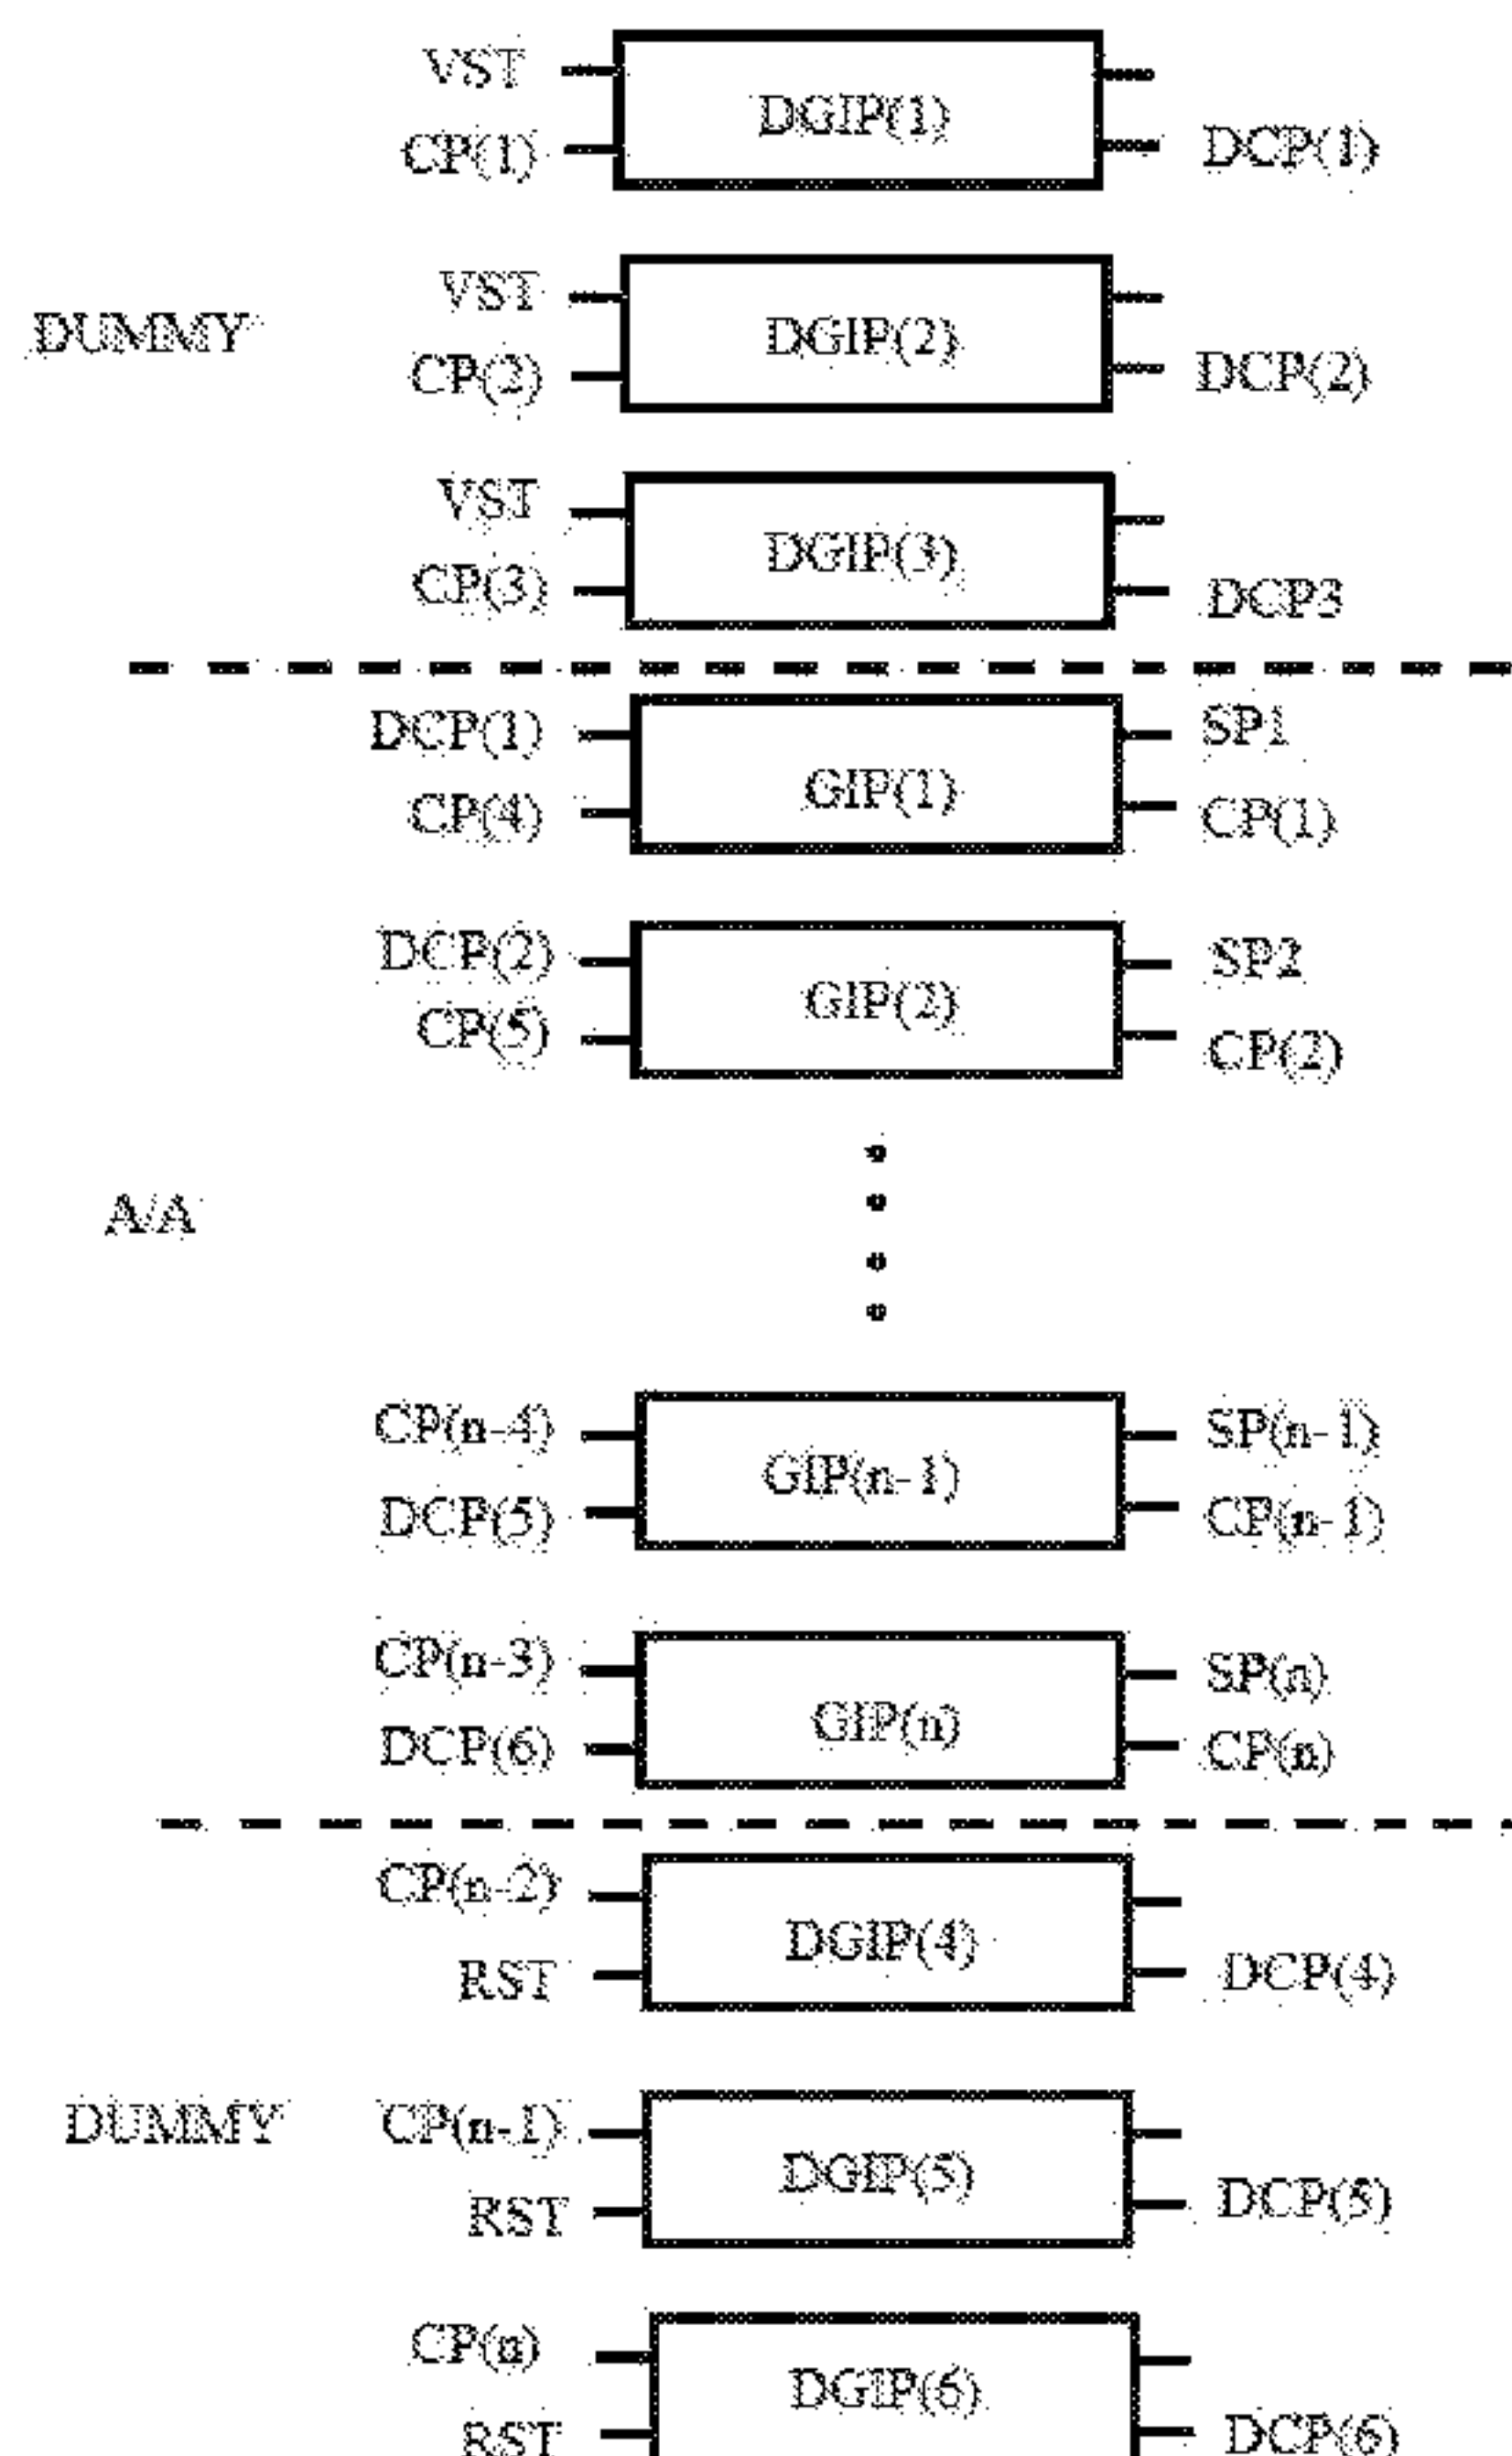 VST
DGIP(1)
CP(1)
DCP(1)
VST
DUMMY
DGIP(2)
CP(2)
DCP(2)
VST
DGIP(3)
CP(3)
DCP3
DCP(1)
SP1
GIP(1)
CP(4)
CP(1)
DCP(2)
SP2
GIP(2)
CP(5)
CP(2)
A/A
CP(n-4)
SP(n-1)
GIP(n-1)
DCP(5)
CP(n-1)
CP(n-3)
SP(n)
GIP(n)
DCP(6)
CP(n)
CP(n-2)
DGIP(4)
RST
DCP(4)
DUMMY
CP(n-1)
DGIP(5)
RST
DCP(5)
CP(n)
DGIP(6)
RST
DCP(6)